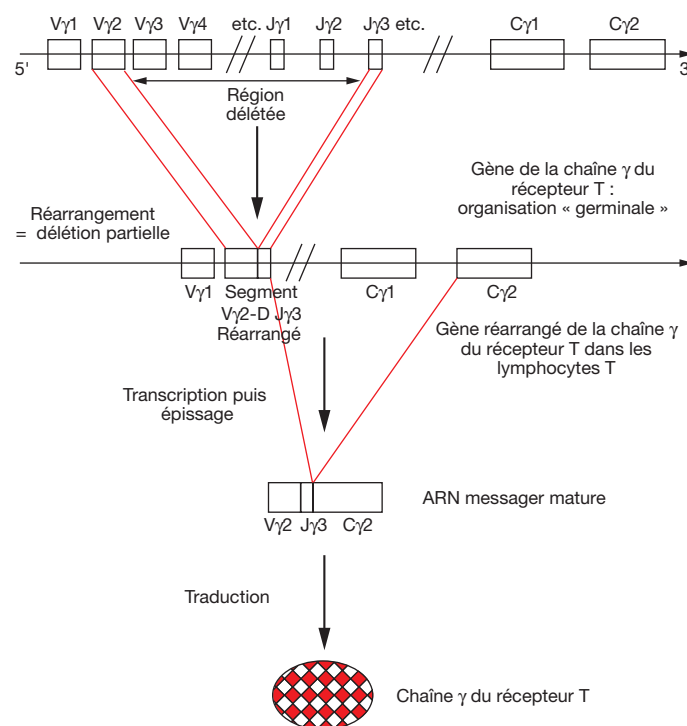 Vγ1 Vγ2 Vγ3 Vγ4 etc. Jγ1 Jγ2 Jγ3 etc. Cγ1 Cγ2
5' 3'
Région
délétée
Gène de la chaîne γ du
récepteur T :
organisation « germinale »
Réarrangement
= délétion partielle
Vγ1 Segment Cγ1 Cγ2
Vγ2-D Jγ3
Réarrangé
Gène réarrangé de la chaîne γ
du récepteur T dans les
lymphocytes T
Transcription puis
épissage
ARN messager mature
Vγ2 Jγ3 Cγ2
Traduction
Chaîne γ du récepteur T